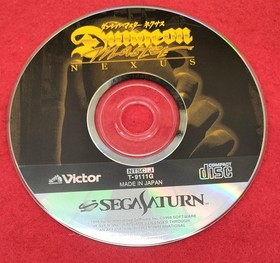 ダンジョンマスター ネクサス
Dungeon
Master
NEXUS
Victor
NTSC-J
T-9111G
MADE IN JAPAN
COMPACT
disc
SEGA SATURN